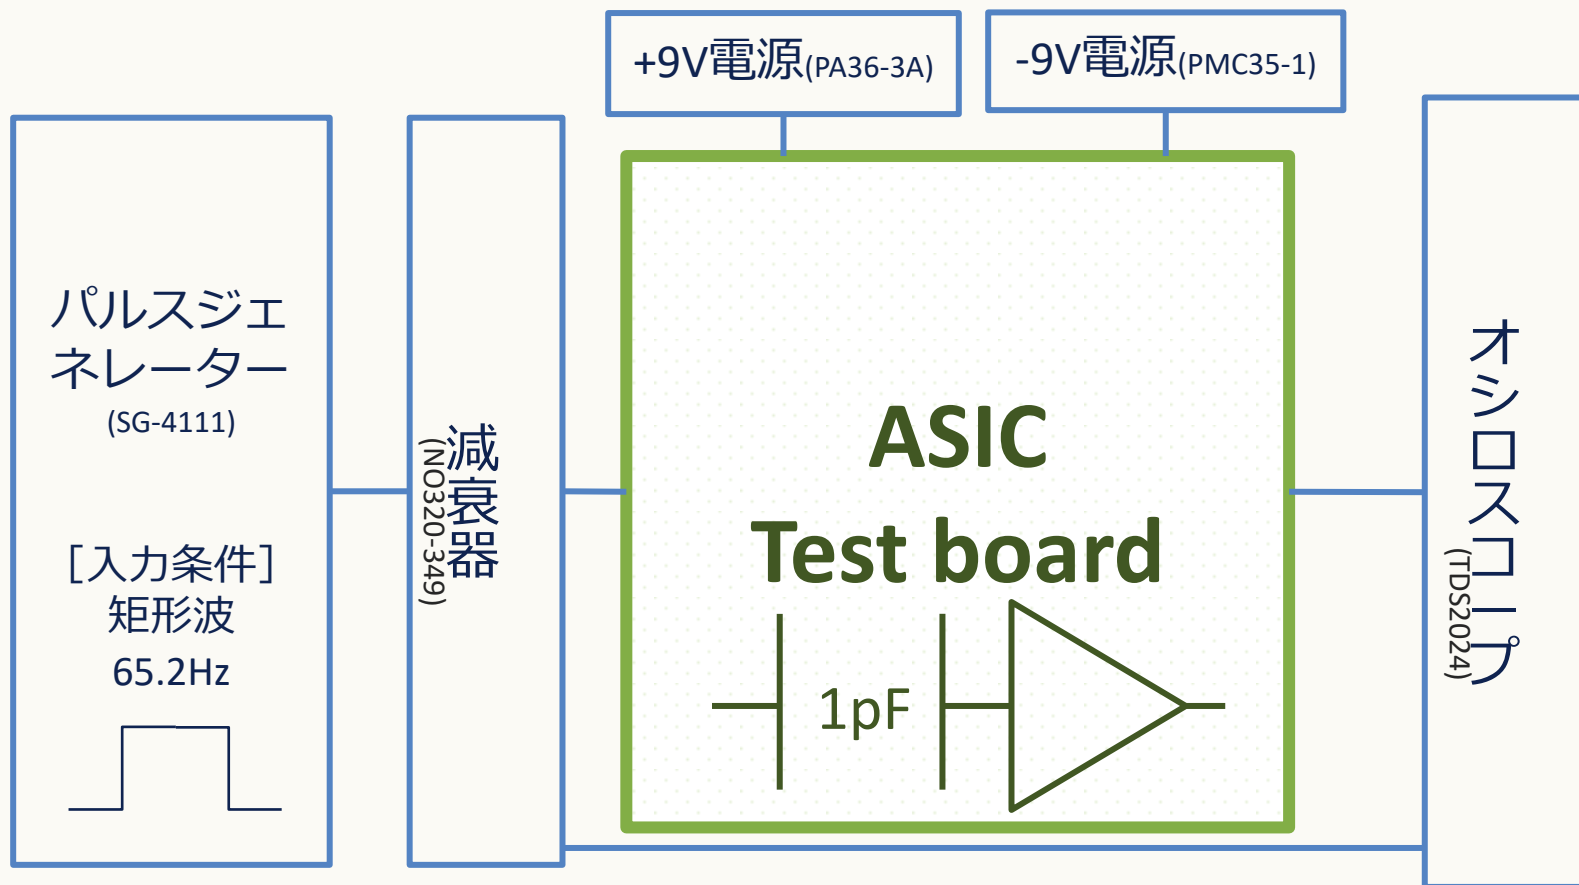 +9V電源(PA36-3A)
-9V電源(PMC35-1)
パルスジェ
ネレーター
(SG-4111)
［入力条件］
矩形波
65.2Hz
減衰器
(NO320-349)
ASIC
Test board
1pF
オシロスコープ
(TDS2024)